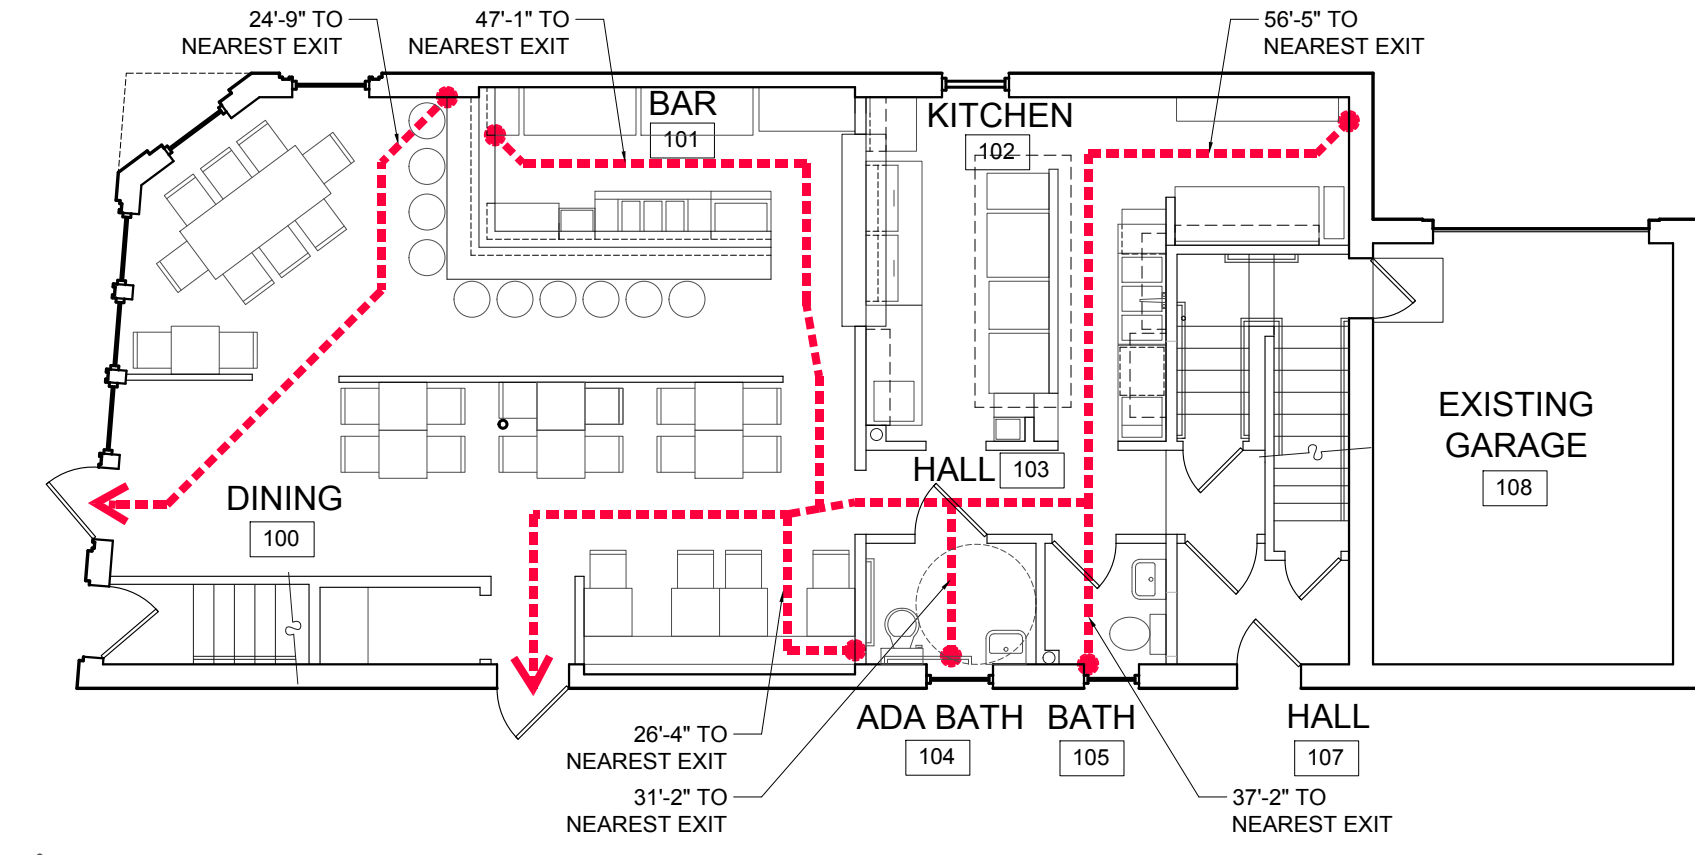 24'-9" TO
NEAREST EXIT
47'-1" TO
NEAREST EXIT
56'-5" TO
NEAREST EXIT
BAR
101
KITCHEN
102
EXISTING
GARAGE
108
HALL
103
DINING
100
ADA BATH
104
BATH
105
HALL
107
26'-4" TO
NEAREST EXIT
31'-2" TO
NEAREST EXIT
37'-2" TO
NEAREST EXIT